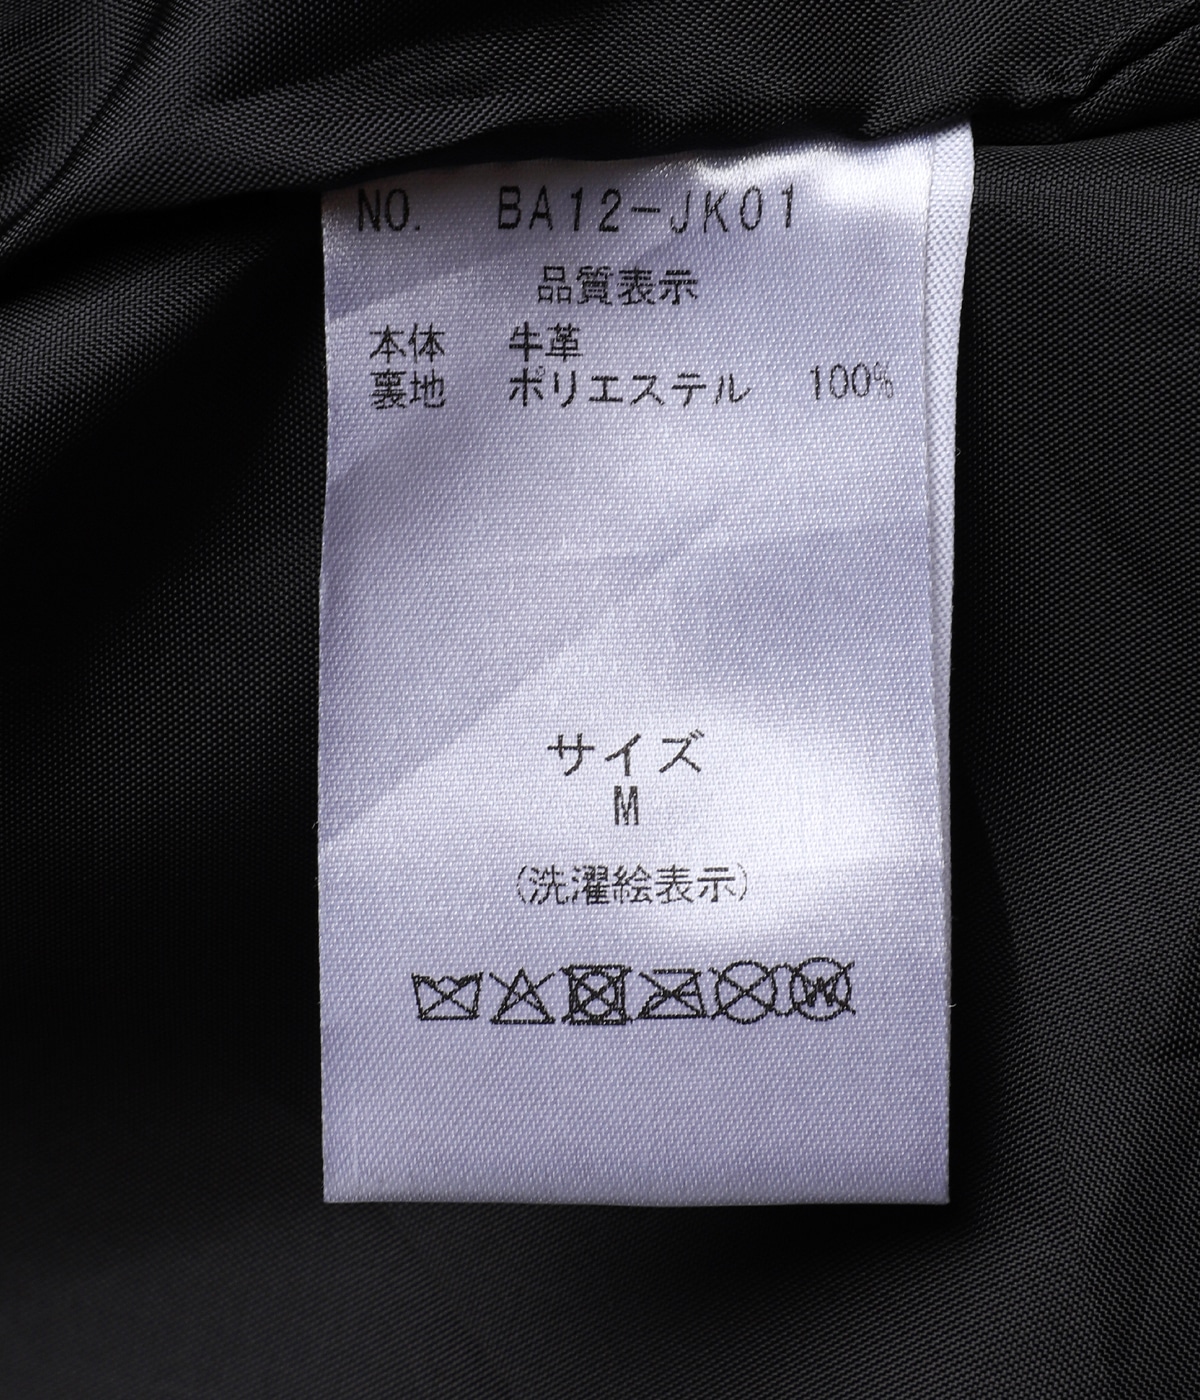 NO. BA12-JK01
品質表示
本体 牛革
裏地 ポリエステル 100%
サイズ
M
(洗濯絵表示)
W